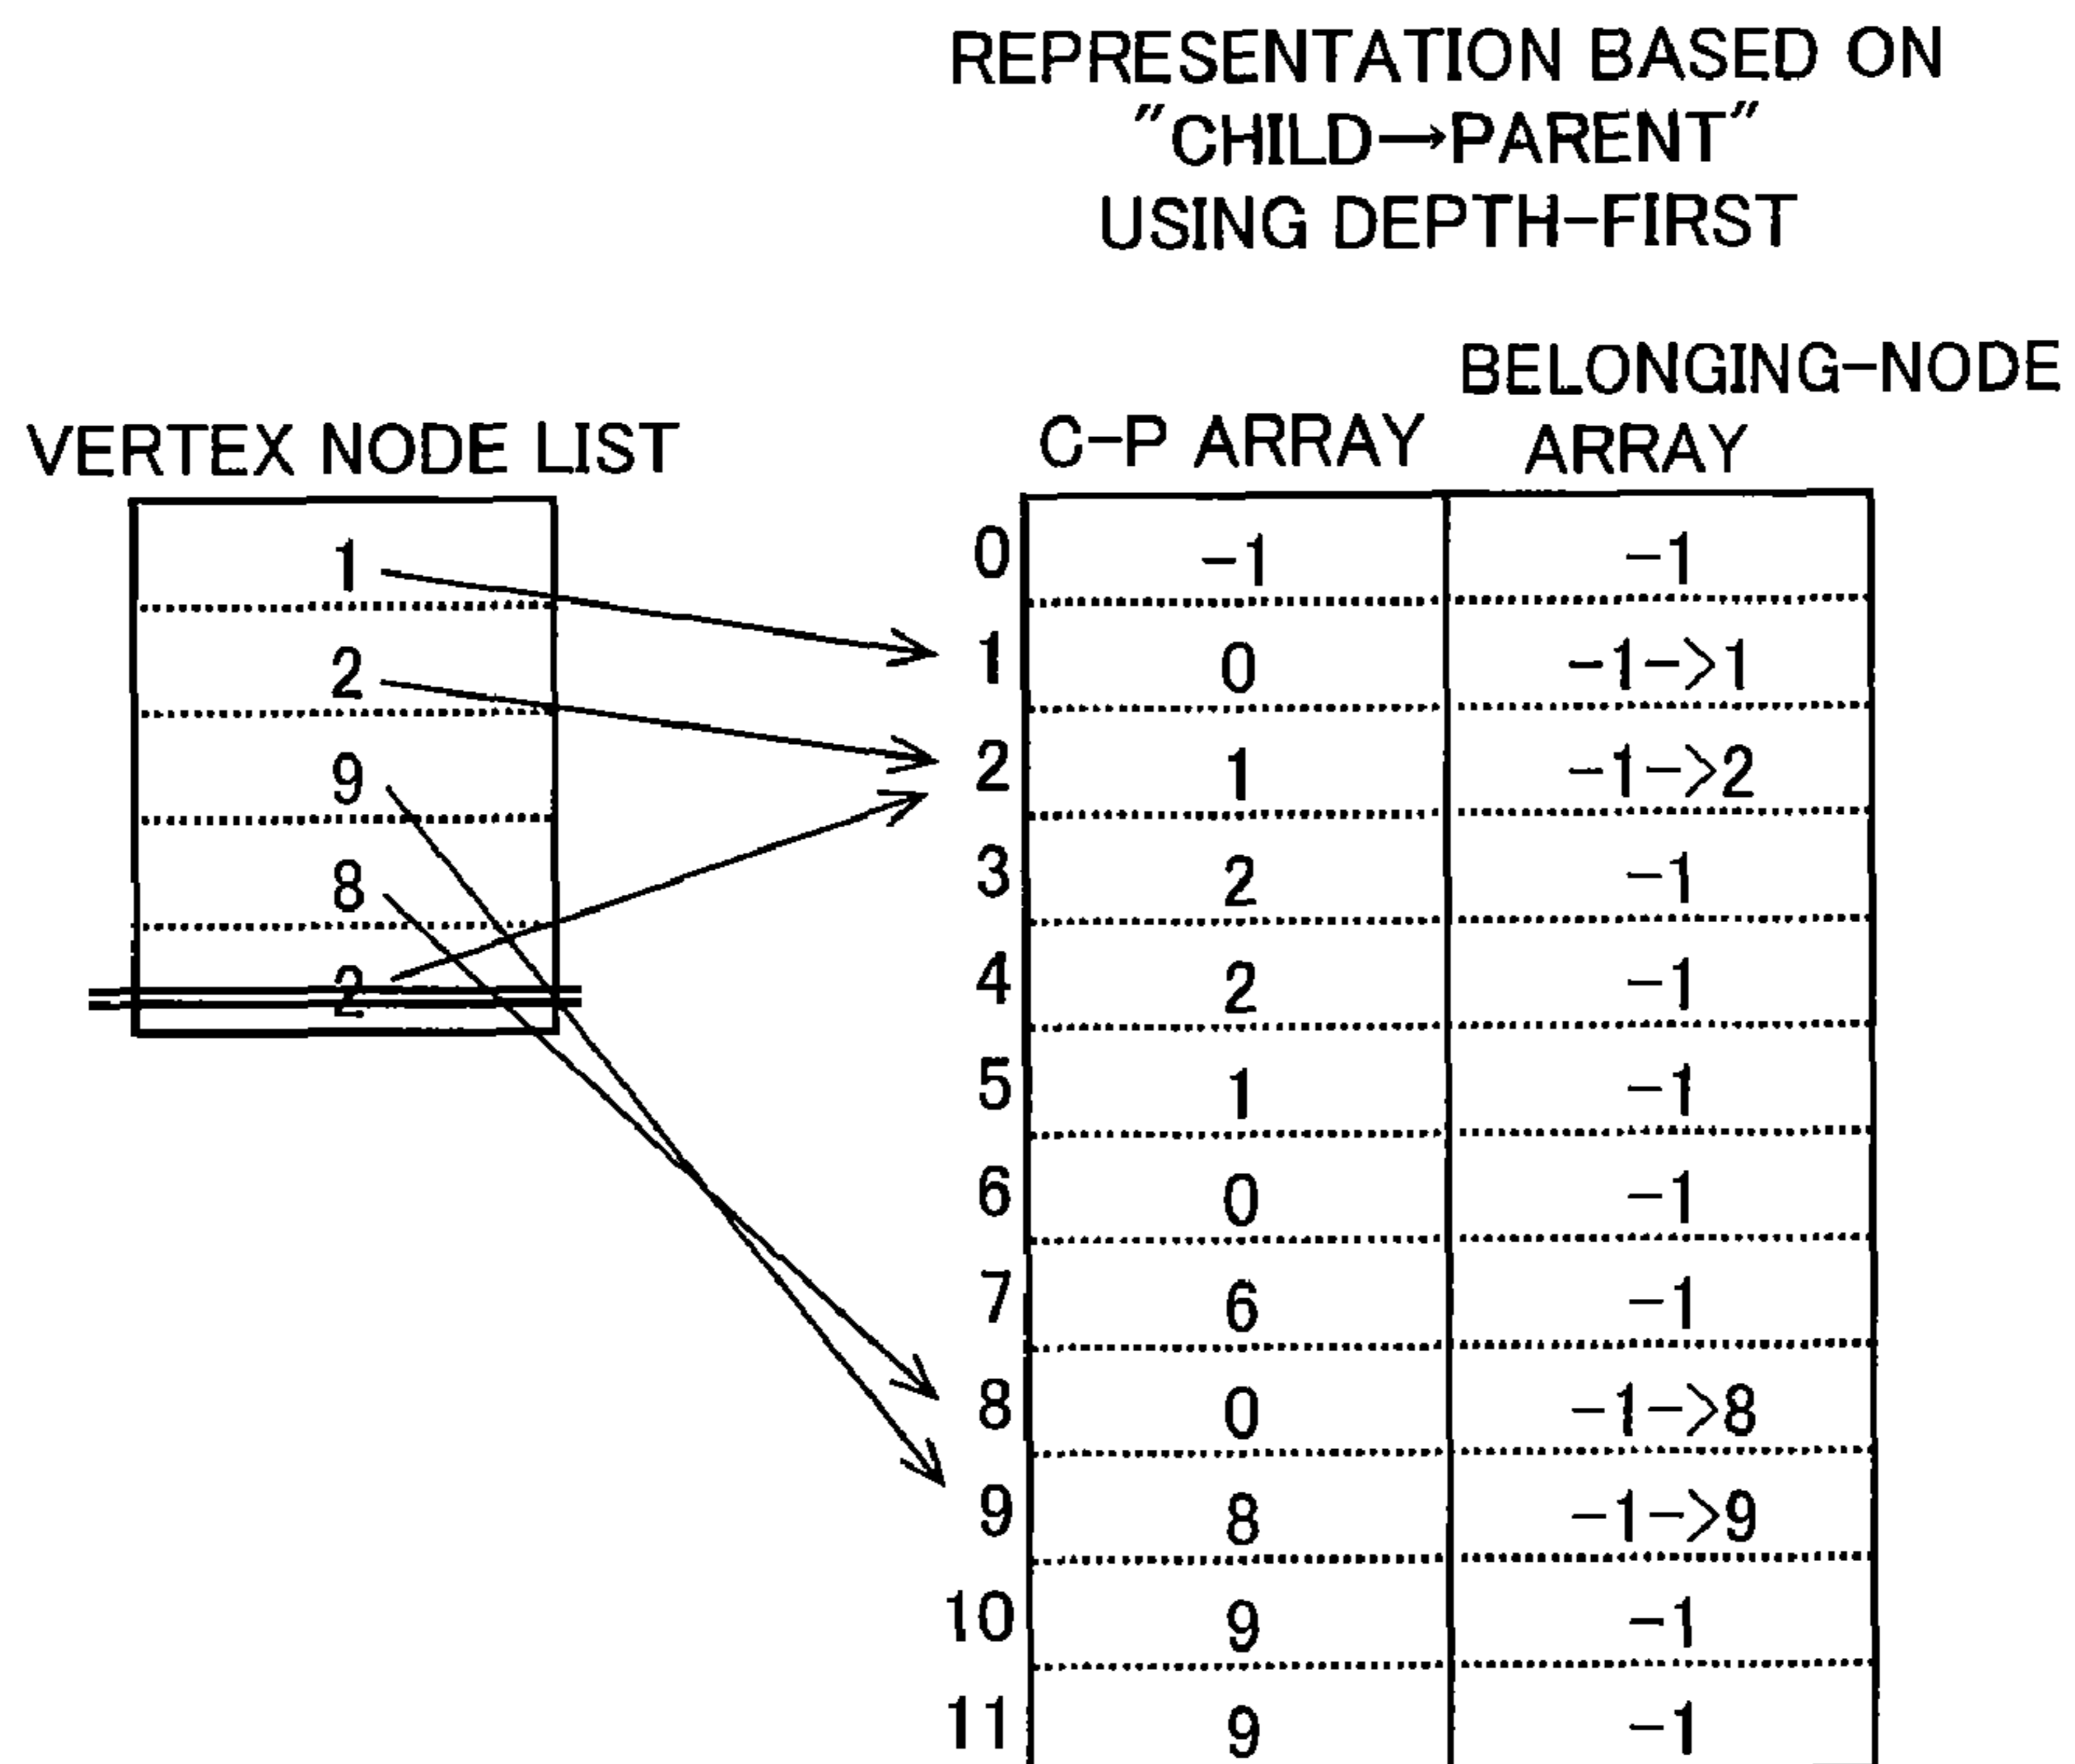 REPRESENTATION BASED ON
"CHILD→PARENT"
USING DEPTH-FIRST
BELONGING-NODE
VERTEX NODE LIST C-P ARRAY ARRAY
1
2
9
8
2
0 -1 -1
1 0 -1->1
2 1 -1->2
3 2 -1
4 2 -1
5 1 -1
6 0 -1
7 6 -1
8 0 -1->8
9 8 -1->9
10 9 -1
11 9 -1